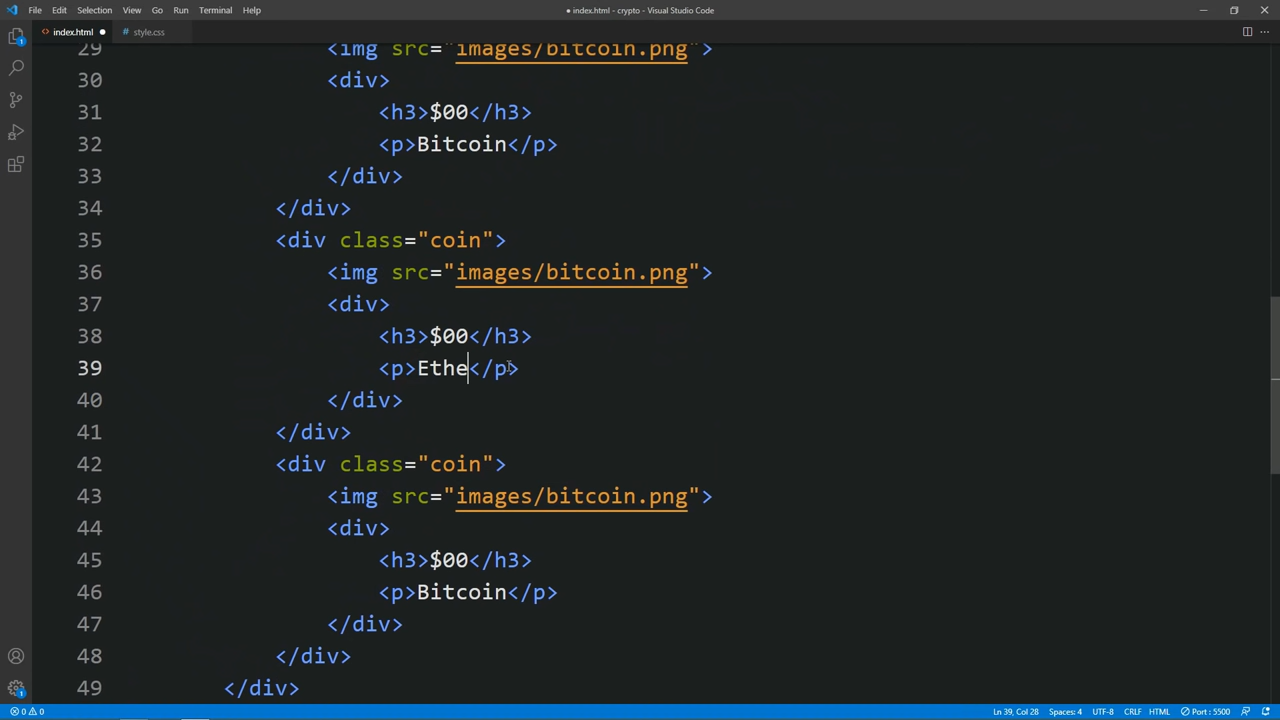 File Edit Selection View Go Run Terminal Help
● index.html - crypto - Visual Studio Code
<> index.html ●
# style.css
29 <img src="images/bitcoin.png">
30 <div>
31 <h3>$00</h3>
32 <p>Bitcoin</p>
33 </div>
34 </div>
35 <div class="coin">
36 <img src="images/bitcoin.png">
37 <div>
38 <h3>$00</h3>
39 <p>Ethe</p>
40 </div>
41 </div>
42 <div class="coin">
43 <img src="images/bitcoin.png">
44 <div>
45 <h3>$00</h3>
46 <p>Bitcoin</p>
47 </div>
48 </div>
49 </div>
1
1
0 0
Ln 39, Col 28 Spaces: 4 UTF-8 CRLF HTML Port : 5500